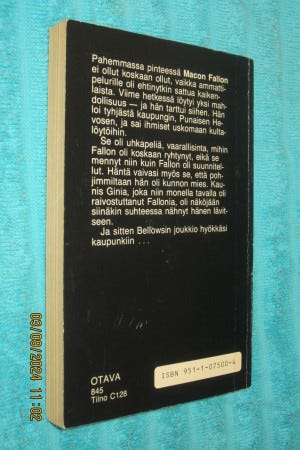 Pahemmassa pinteessä Macon Fallon
ei ollut koskaan ollut, vaikka ammatti-
pelurille oli ehtinytkin sattua kaiken-
laista. Viime hetkessä löytyi yksi mah-
dollisuus — ja hän tarttui siihen. Hän
loi tyhjästä kaupungin, Punaisen He-
vosen, ja sai ihmiset uskomaan kulta-
löytöihin.
Se oli uhkapeliä, vaarallisinta, mihin
Fallon oli koskaan ryhtynyt, eikä se
mennyt niin kuin Fallon oli suunnitel-
lut. Häntä vaivasi myös se, että poh-
jimmiltaan hän oli kunnon mies. Kau-
nis Ginia, joka niin monella tavalla oli
raivostuttanut Fallonia, oli näköjään
siinäkin suhteessa nähnyt hänen lävit-
seen.
Ja sitten Bellowsin joukkio hyökkäsi
kaupunkiin . . .
OTAVA
845
Tilno C126
ISBN 951-1-07500-4
03/09/2024 11:02